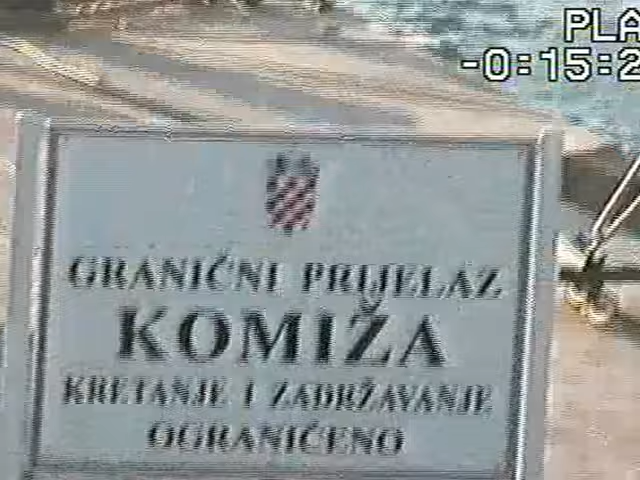 PLA
-0:15:2
GRANIČNI PRIJELAZ
KOMIŽA
KRETANJE I ZADRŽAVANJE
OGRANIČENO